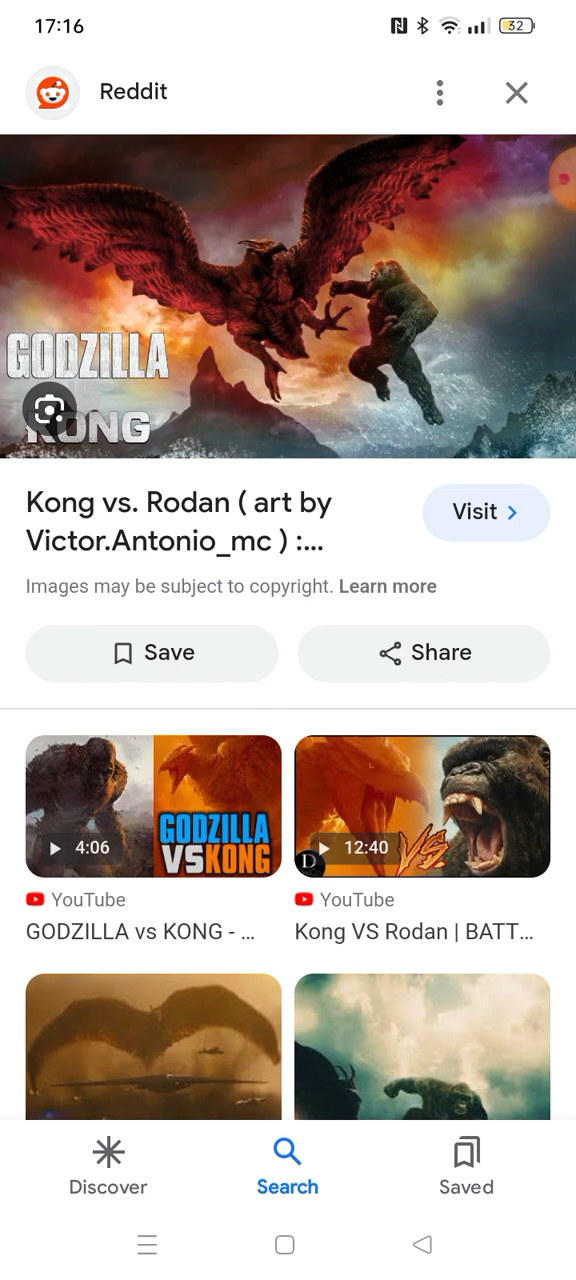 17:16
32
Reddit
GODZILLA
KONG
Kong vs. Rodan ( art by
Victor.Antonio_mc ) :...
Visit
Images may be subject to copyright. Learn more
Save
Share
4:06
GODZILLA
VSKONG
12:40
VS.
D
YouTube
YouTube
GODZILLA vs KONG - ...
Kong VS Rodan | BATT...
Discover
Search
Saved